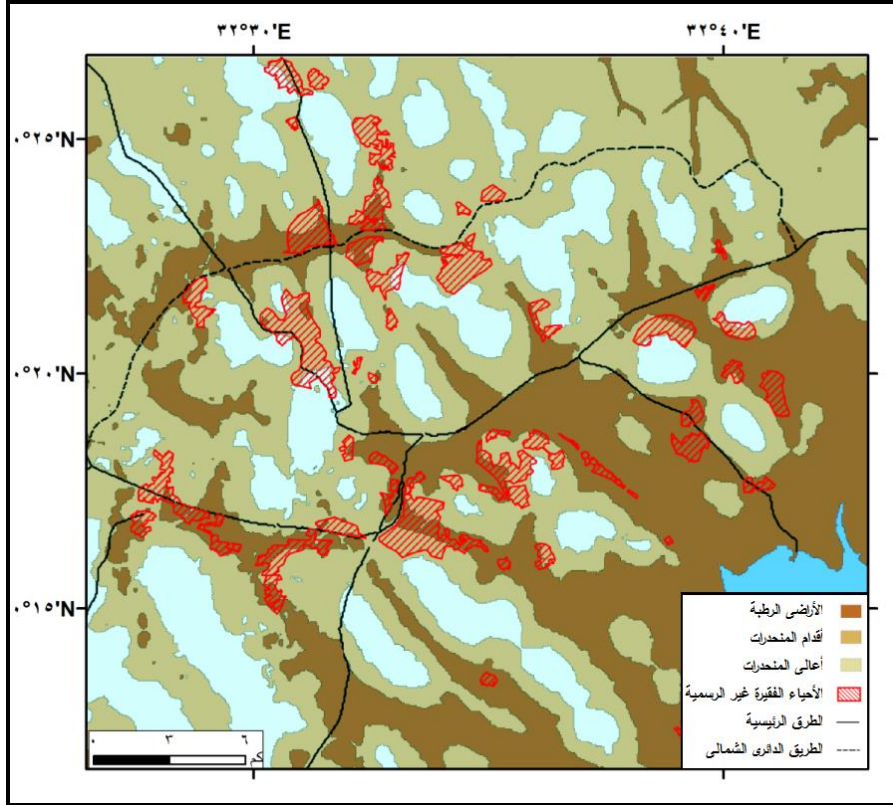 ٣٢°٣٠'E ٣٢°٤٠'E
٠°٢٥'N
٠°٢٠'N
٠°١٥'N
الأراضى الرطبة
أقدام المنحدرات
أعالى المنحدرات
الأحياء الفقيرة غير الرسمية
الطرق الرئيسية
الطريق الدائرى الشمالى
٠ ٣ ٦
كم